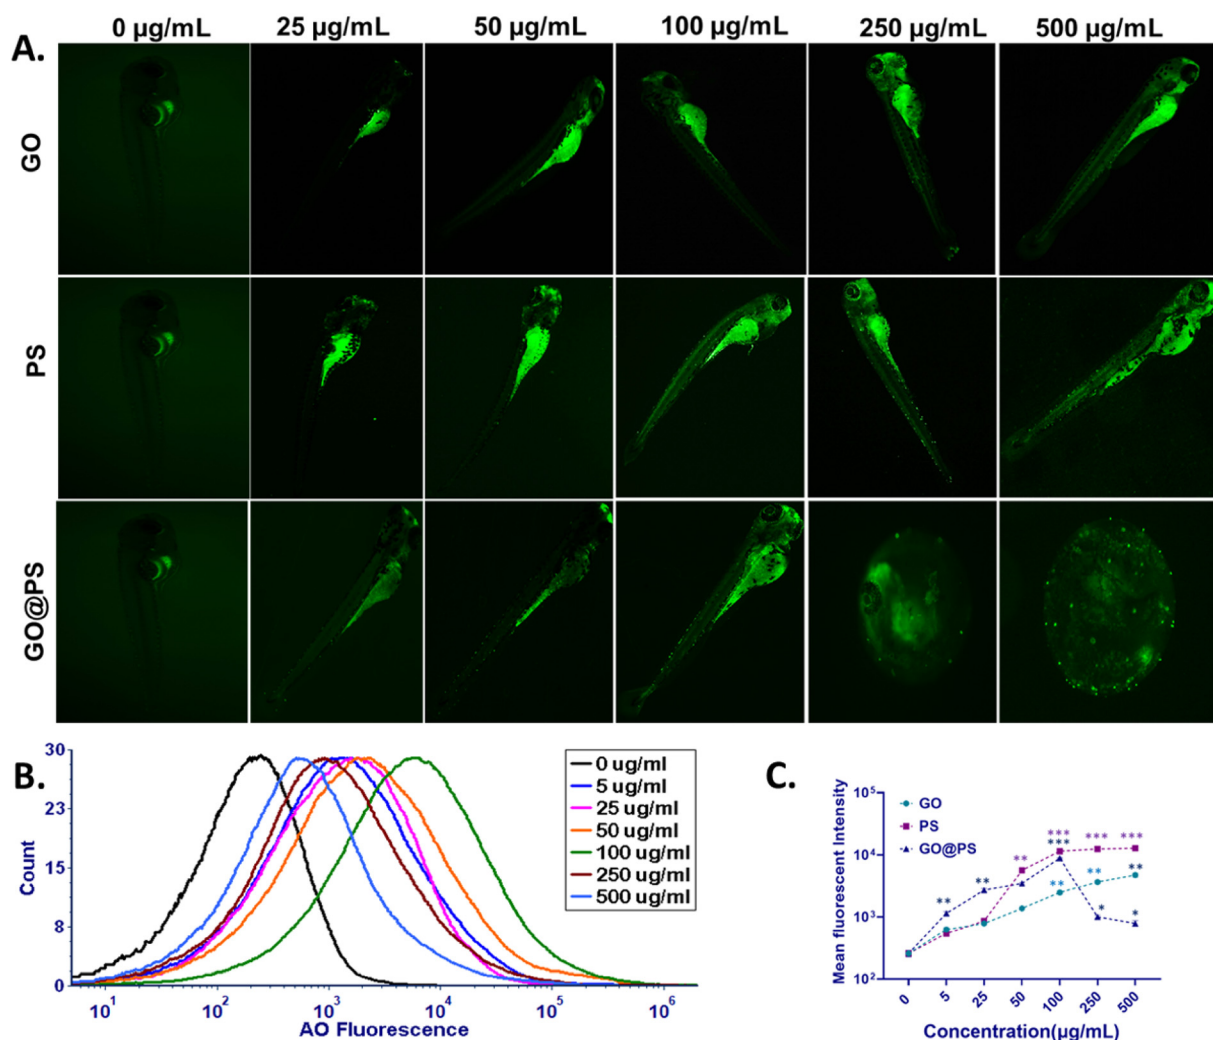 A.
0 µg/mL 25 µg/mL 50 µg/mL 100 µg/mL 250 µg/mL 500 µg/mL
GO
PS
GO@PS
B.
30
23
15
8
0
Count
10¹ 10² 10³ 10⁴ 10⁵ 10⁶
AO Fluorescence
0 ug/ml
5 ug/ml
25 ug/ml
50 ug/ml
100 ug/ml
250 ug/ml
500 ug/ml
C.
Mean fluorescent Intensity
10⁵
10⁴
10³
10²
GO
PS
GO@PS
*** *** ***
***
**
** ** ** **
**
* *
0 5 25 50 100 250 500
Concentration(µg/mL)